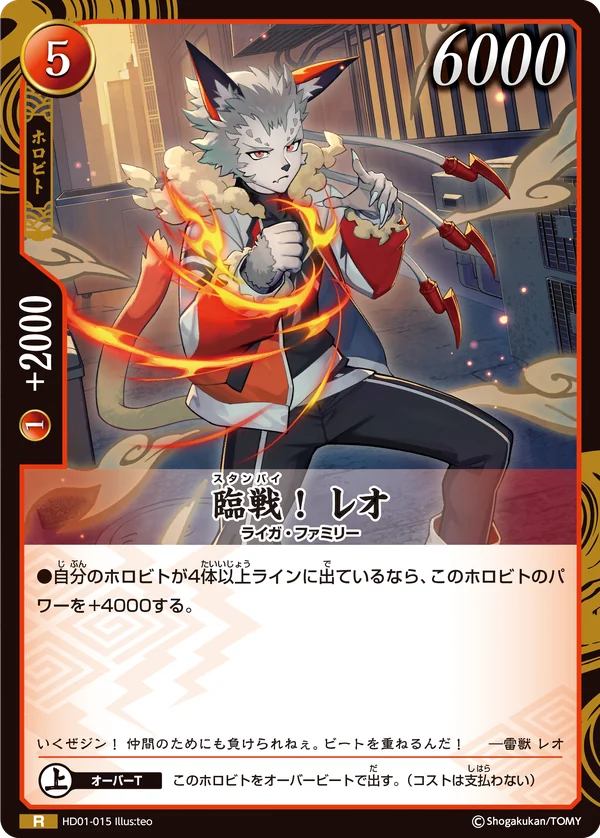 5
6000
ホロビト
+2000
1
スタンバイ
臨戦！ レオ
ライガ・ファミリー
じぶん たいいじょう で
●自分のホロビトが4体以上ラインに出ているなら、このホロビトのパ
ワーを+4000する。
いくぜジン！ 仲間のためにも負けられねぇ。ビートを重ねるんだ！ ―雷獣 レオ
だ しはら
上 オーバーT このホロビトをオーバービートで出す。（コストは支払わない）
R HD01-015 Illus:teo ©Shogakukan/TOMY